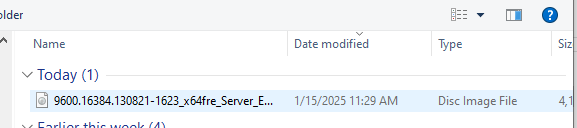 older
Name Date modified Type Siz
Today (1)
9600.16384.130821-1623_x64fre_Server_E... 1/15/2025 11:29 AM Disc Image File 4,1
Earlier this week (4)